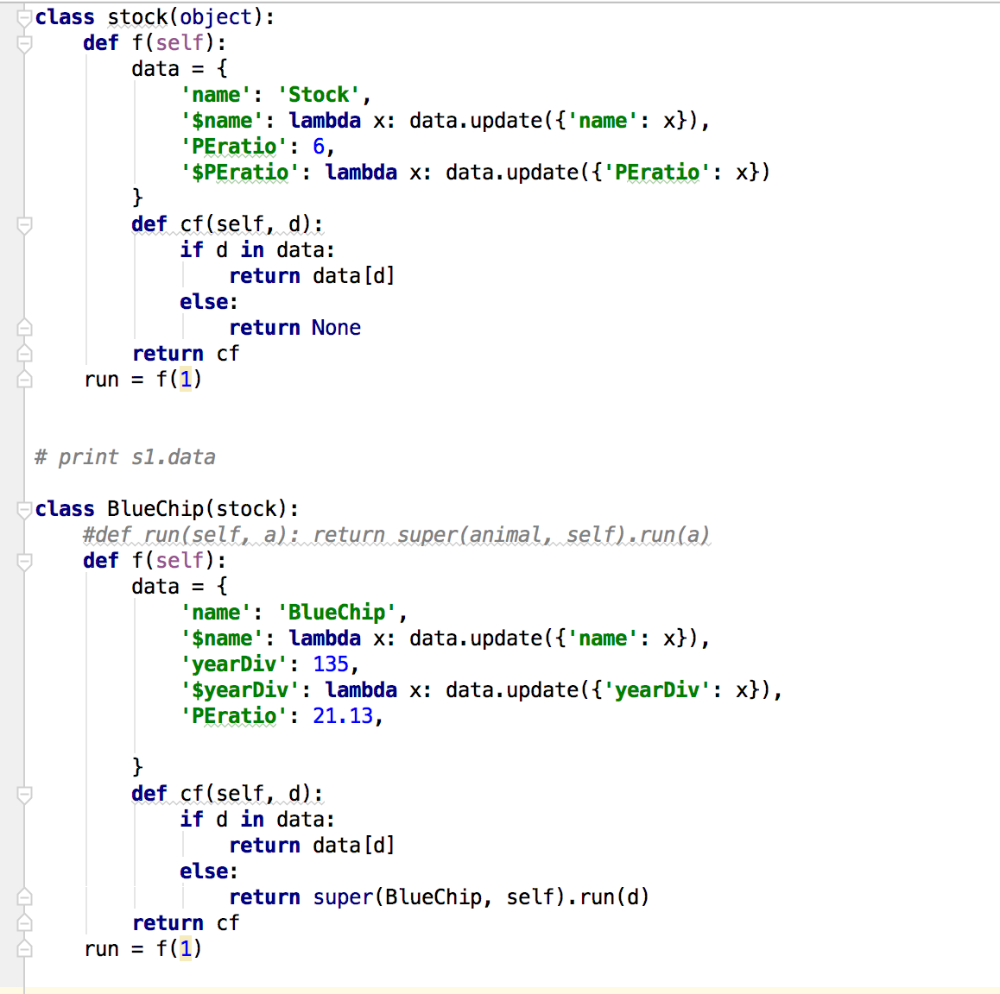 class stock(object):
    def f(self):
        data = {
            'name': 'Stock',
            '$name': lambda x: data.update({'name': x}),
            'PEratio': 6,
            '$PEratio': lambda x: data.update({'PEratio': x})
        }
        def cf(self, d):
            if d in data:
                return data[d]
            else:
                return None
        return cf
    run = f(1)
# print s1.data
class BlueChip(stock):
    #def run(self, a): return super(animal, self).run(a)
    def f(self):
        data = {
            'name': 'BlueChip',
            '$name': lambda x: data.update({'name': x}),
            'yearDiv': 135,
            '$yearDiv': lambda x: data.update({'yearDiv': x}),
            'PEratio': 21.13,
        }
        def cf(self, d):
            if d in data:
                return data[d]
            else:
                return super(BlueChip, self).run(d)
        return cf
    run = f(1)